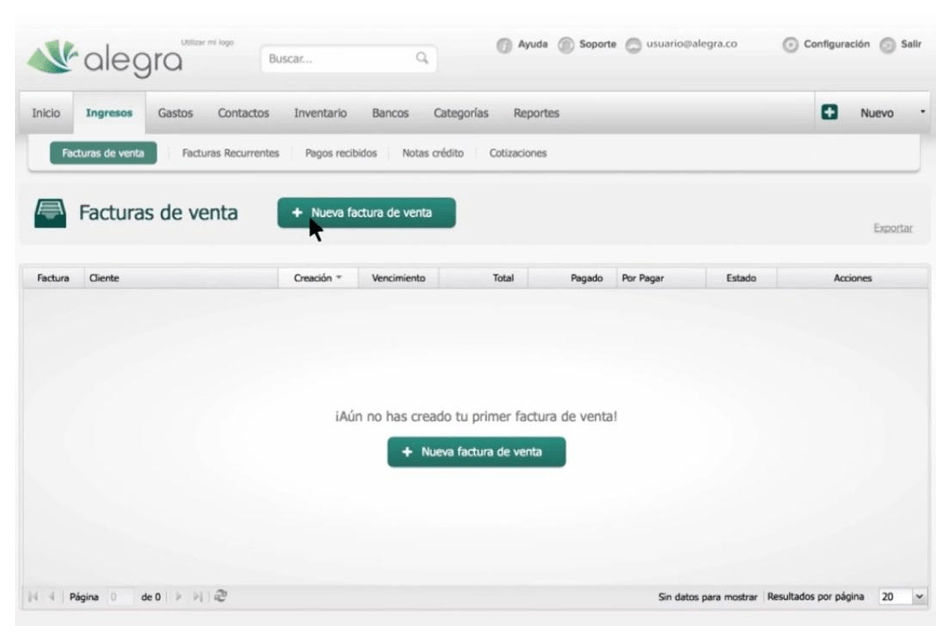 alegra
Utilizar mi logo
Buscar...
Ayuda Soporte usuario@alegra.co Configuración Salir
Inicio Ingresos Gastos Contactos Inventario Bancos Categorías Reportes Nuevo
Facturas de venta Facturas Recurrentes Pagos recibidos Notas crédito Cotizaciones
Facturas de venta + Nueva factura de venta
Exportar
Factura Cliente Creación Vencimiento Total Pagado Por Pagar Estado Acciones
¡Aún no has creado tu primer factura de venta!
+ Nueva factura de venta
Página 0 de 0 Sin datos para mostrar Resultados por página 20